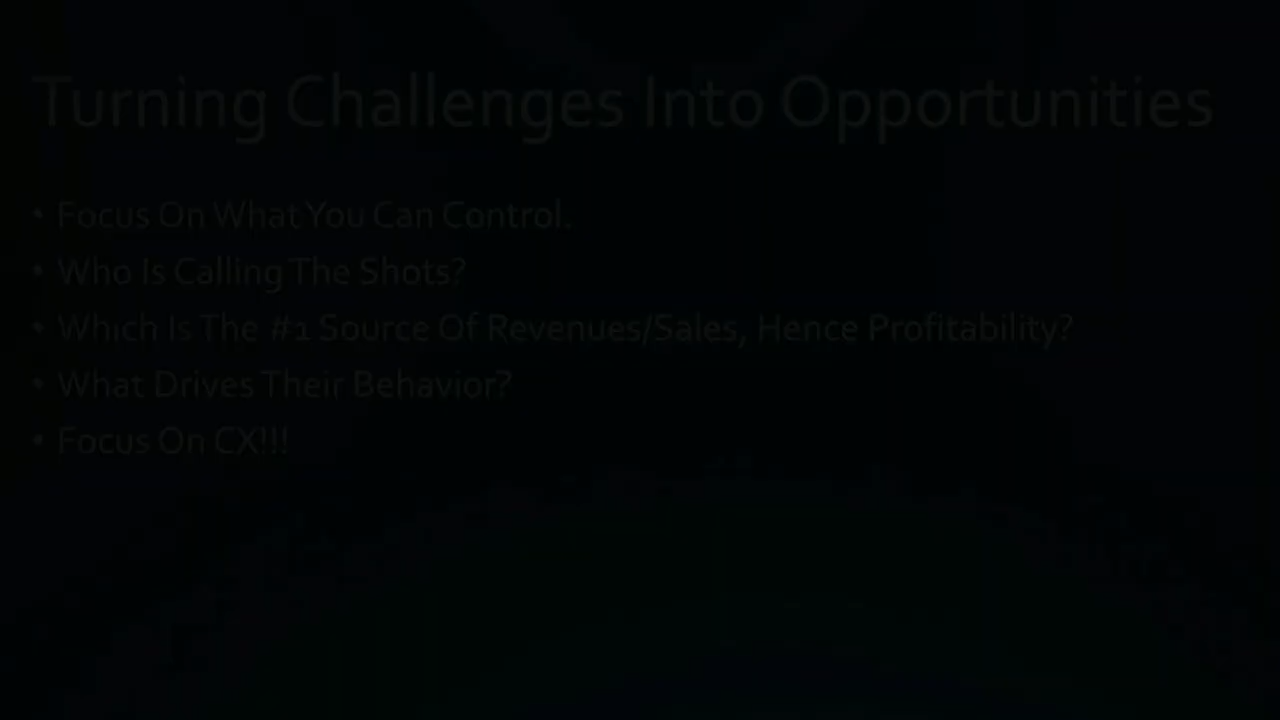 Turning Challenges Into Opportunities
• Focus On What You Can Control.
• Who Is Calling The Shots?
• Which Is The #1 Source Of Revenues/Sales, Hence Profitability?
• What Drives Their Behavior?
• Focus On CX!!!